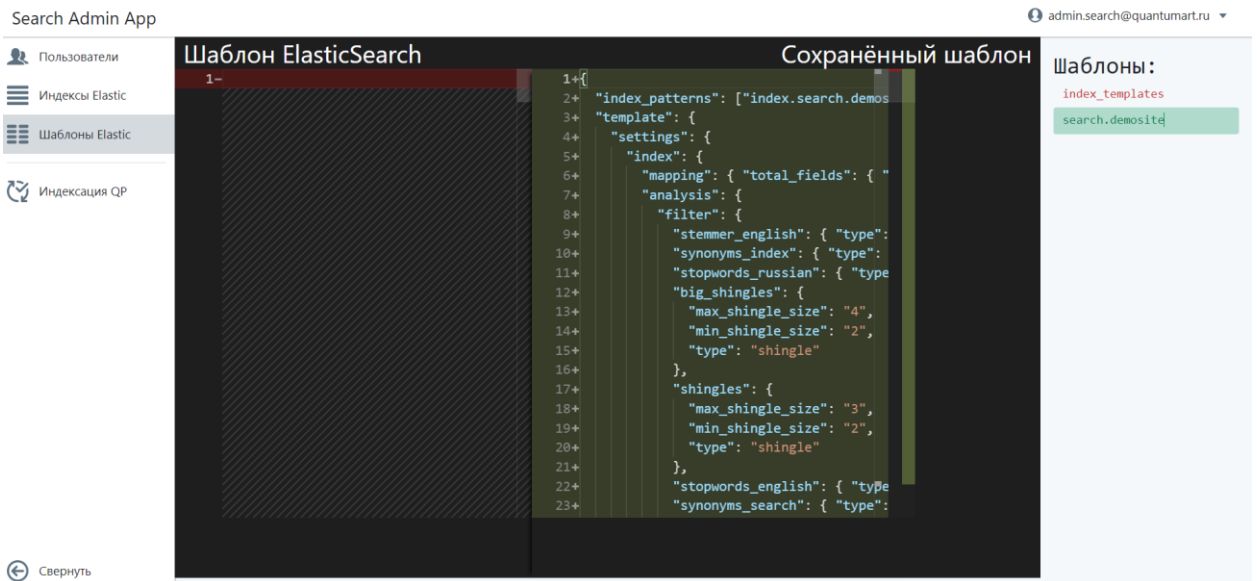 Search Admin App
admin.search@quantumart.ru
Пользователи
Индексы Elastic
Шаблоны Elastic
Индексация QP
Свернуть
Шаблон ElasticSearch
Сохранённый шаблон
1-
1+{
2+ "index_patterns": ["index.search.demos
3+ "template": {
4+ "settings": {
5+ "index": {
6+ "mapping": { "total_fields": { "
7+ "analysis": {
8+ "filter": {
9+ "stemmer_english": { "type":
10+ "synonyms_index": { "type":
11+ "stopwords_russian": { "type
12+ "big_shingles": {
13+ "max_shingle_size": "4",
14+ "min_shingle_size": "2",
15+ "type": "shingle"
16+ },
17+ "shingles": {
18+ "max_shingle_size": "3",
19+ "min_shingle_size": "2",
20+ "type": "shingle"
21+ },
22+ "stopwords_english": { "type
23+ "synonyms_search": { "type":
Шаблоны:
index_templates
search.demosite